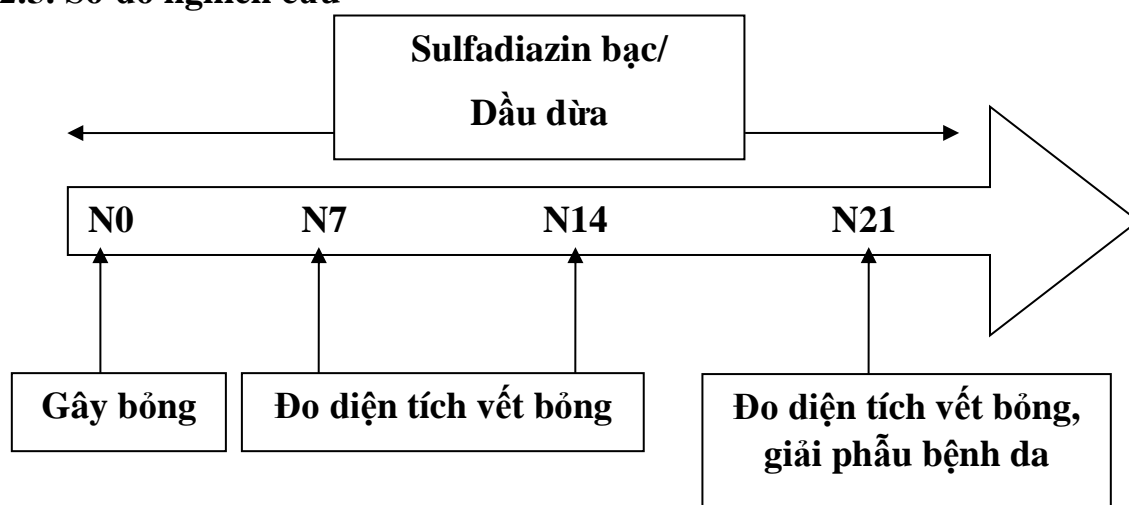 Sulfadiazin bạc/
Dầu dừa
N0 N7 N14 N21
Gây bỏng
Đo diện tích vết bỏng
Đo diện tích vết bỏng,
giải phẫu bệnh da